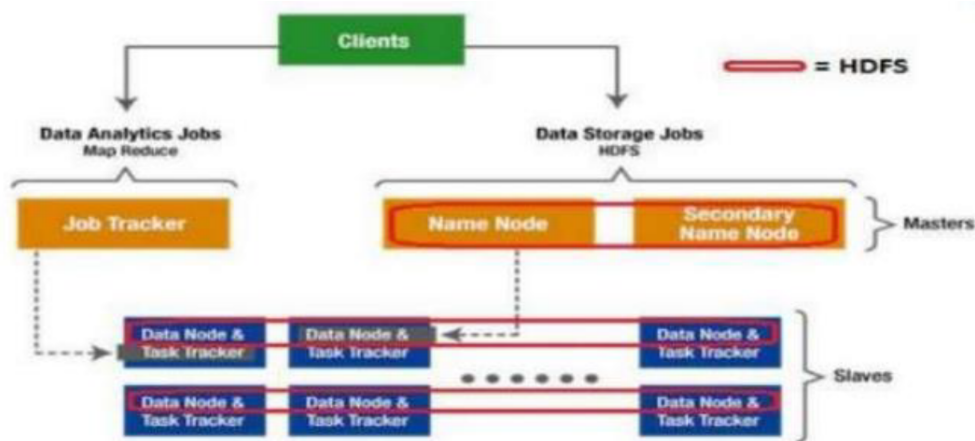 Clients
= HDFS
Data Analytics Jobs
Map Reduce
Data Storage Jobs
HDFS
Job Tracker
Name Node
Secondary
Name Node
Masters
Data Node &
Task Tracker
Data Node &
Task Tracker
Data Node &
Task Tracker
Slaves
Data Node &
Task Tracker
Data Node &
Task Tracker
Data Node &
Task Tracker